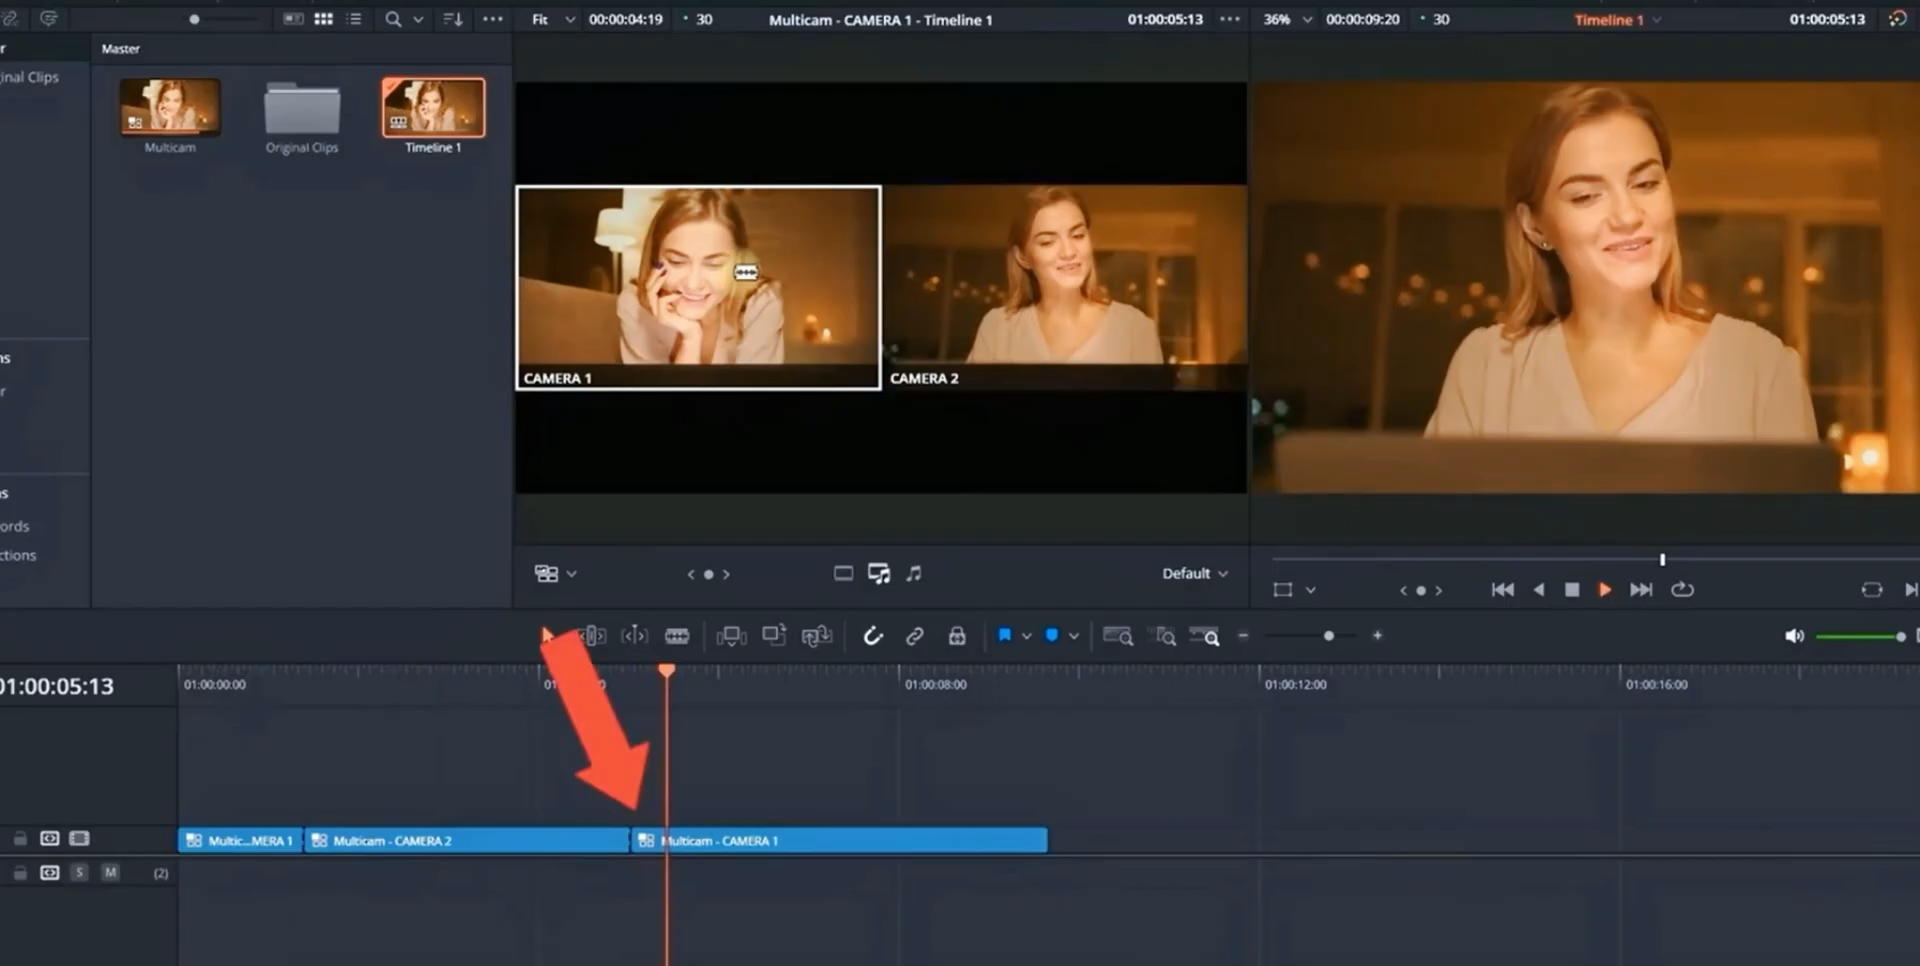 Fit 00:00:04:19 30 Multicam - CAMERA 1 - Timeline 1 01:00:05:13 36% 00:00:09:20 30 Timeline 1 01:00:05:13
r
Master
inal Clips
Multicam
Original Clips
Timeline 1
CAMERA 1
CAMERA 2
ns
r
s
ords
ctions
Default
01:00:05:13
01:00:00:00
01:00:08:00
01:00:12:00
01:00:16:00
Multic...MERA 1
Multicam - CAMERA 2
Multicam - CAMERA 1
S M (2)